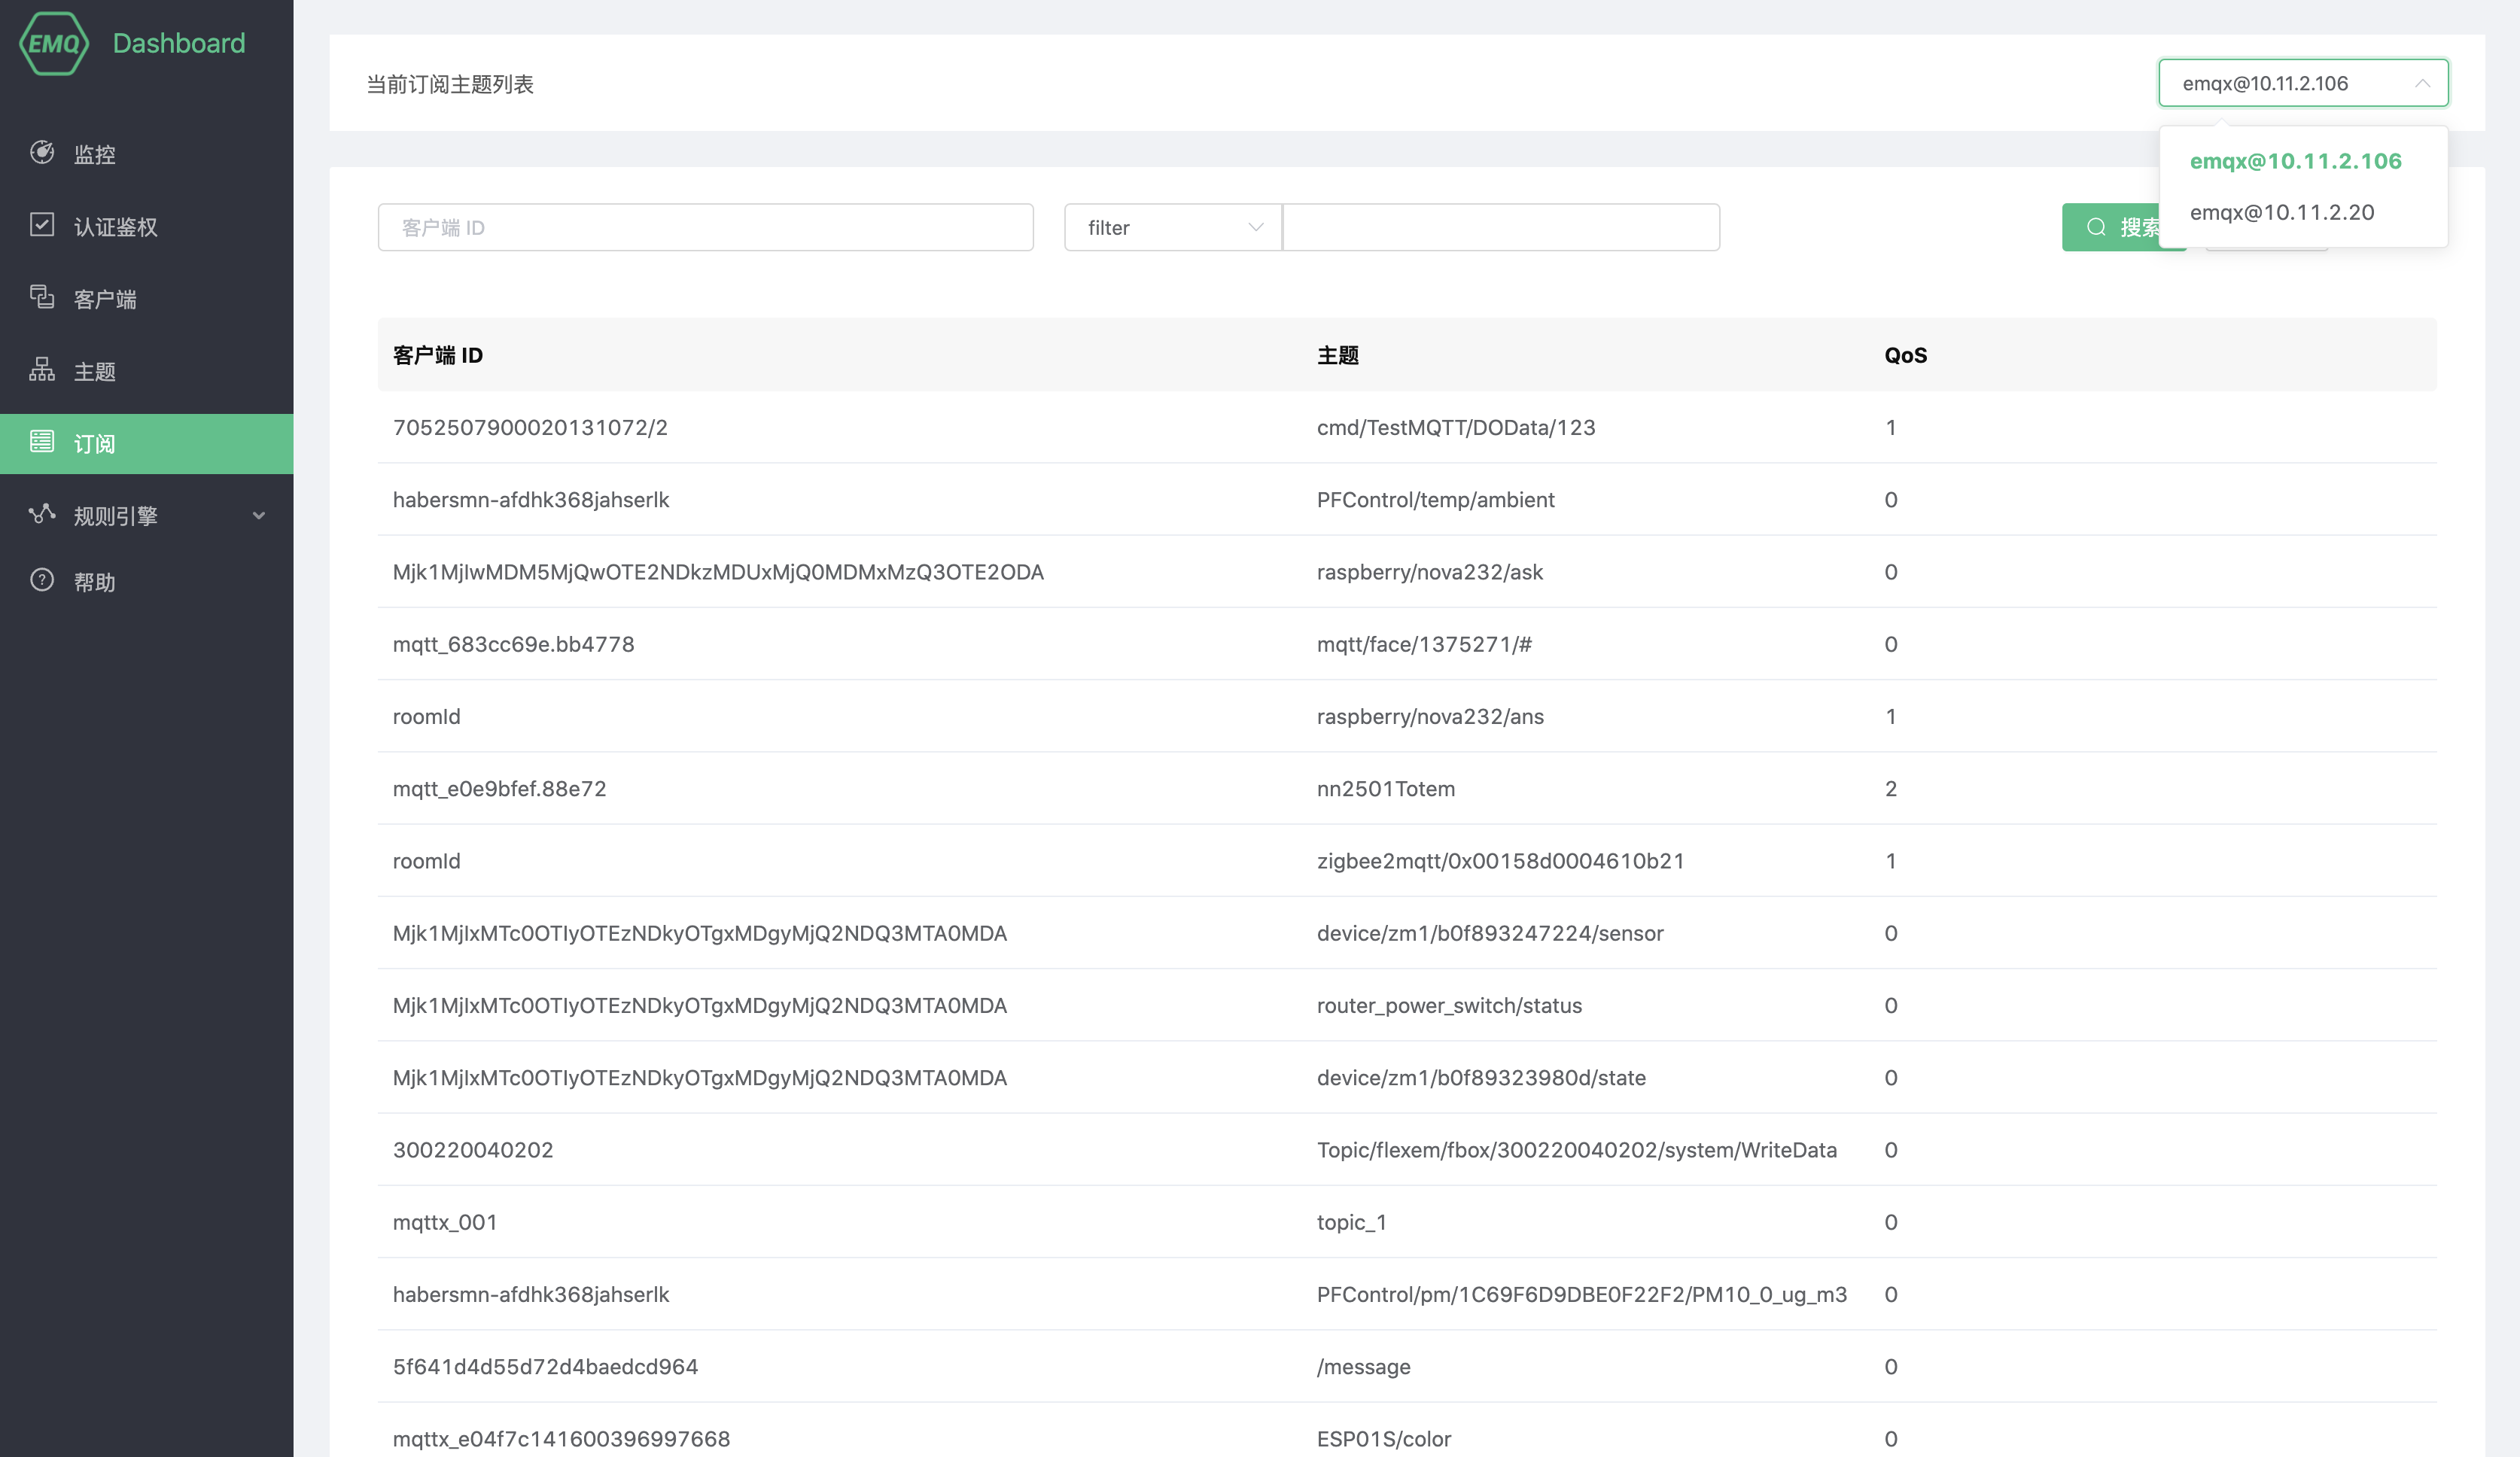 EMQ Dashboard
监控
认证鉴权
客户端
主题
订阅
规则引擎
帮助
当前订阅主题列表
emqx@10.11.2.106
emqx@10.11.2.106
emqx@10.11.2.20
客户端 ID
filter
搜索
客户端 ID 主题 QoS
7052507900020131072/2 cmd/TestMQTT/DOData/123 1
habersmn-afdhk368jahserlk PFControl/temp/ambient 0
Mjk1MjIwMDM5MjQwOTE2NDkzMDUxMjQ0MDMxMzQ3OTE2ODA raspberry/nova232/ask 0
mqtt_683cc69e.bb4778 mqtt/face/1375271/# 0
roomId raspberry/nova232/ans 1
mqtt_e0e9bfef.88e72 nn2501Totem 2
roomId zigbee2mqtt/0x00158d0004610b21 1
Mjk1MjIxMTc0OTIyOTEzNDkyOTgxMDgyMjQ2NDQ3MTA0MDA device/zm1/b0f893247224/sensor 0
Mjk1MjIxMTc0OTIyOTEzNDkyOTgxMDgyMjQ2NDQ3MTA0MDA router_power_switch/status 0
Mjk1MjIxMTc0OTIyOTEzNDkyOTgxMDgyMjQ2NDQ3MTA0MDA device/zm1/b0f89323980d/state 0
300220040202 Topic/flexem/fbox/300220040202/system/WriteData 0
mqttx_001 topic_1 0
habersmn-afdhk368jahserlk PFControl/pm/1C69F6D9DBE0F22F2/PM10_0_ug_m3 0
5f641d4d55d72d4baedcd964 /message 0
mqttx_e04f7c141600396997668 ESP01S/color 0